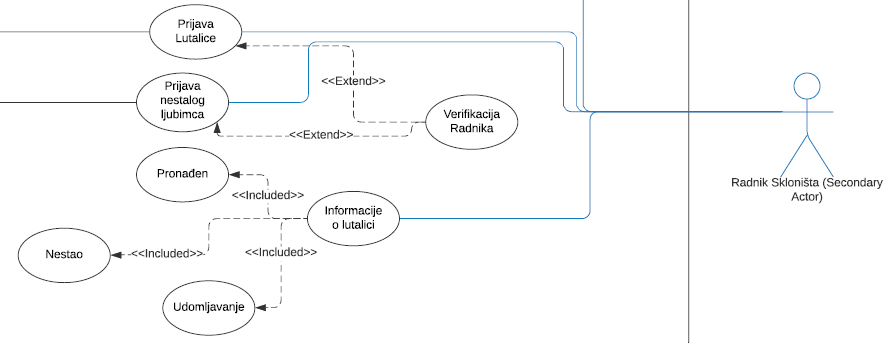 Prijava
Lutalice
<<Extend>>
Prijava
nestalog
ljubimca
Verifikacija
Radnika
<<Extend>>
Pronađen
<<Included>>
Radnik Skloništa (Secondary
Actor)
Informacije
o lutalici
Nestao
<<Included>>
<<Included>>
Udomljavanje